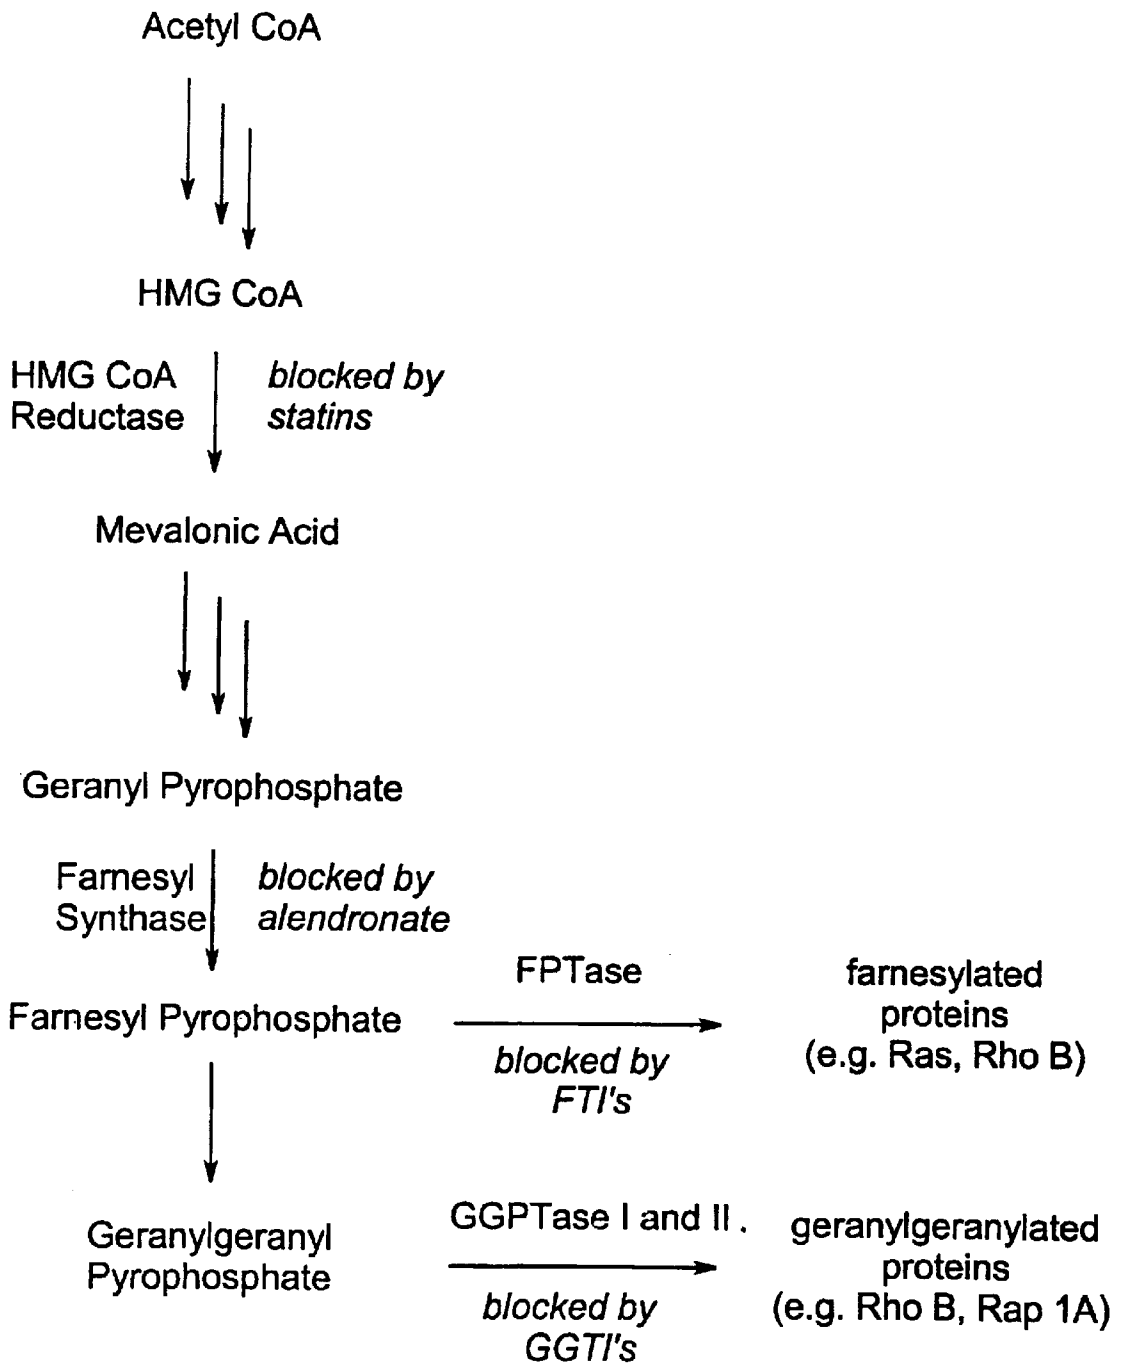 Acetyl CoA
HMG CoA
HMG CoA
Reductase
blocked by
statins
Mevalonic Acid
Geranyl Pyrophosphate
Farnesyl
Synthase
blocked by
alendronate
Farnesyl Pyrophosphate
FPTase
blocked by
FTI's
farnesylated
proteins
(e.g. Ras, Rho B)
Geranylgeranyl
Pyrophosphate
GGPTase I and II .
blocked by
GGTI's
geranylgeranylated
proteins
(e.g. Rho B, Rap 1A)